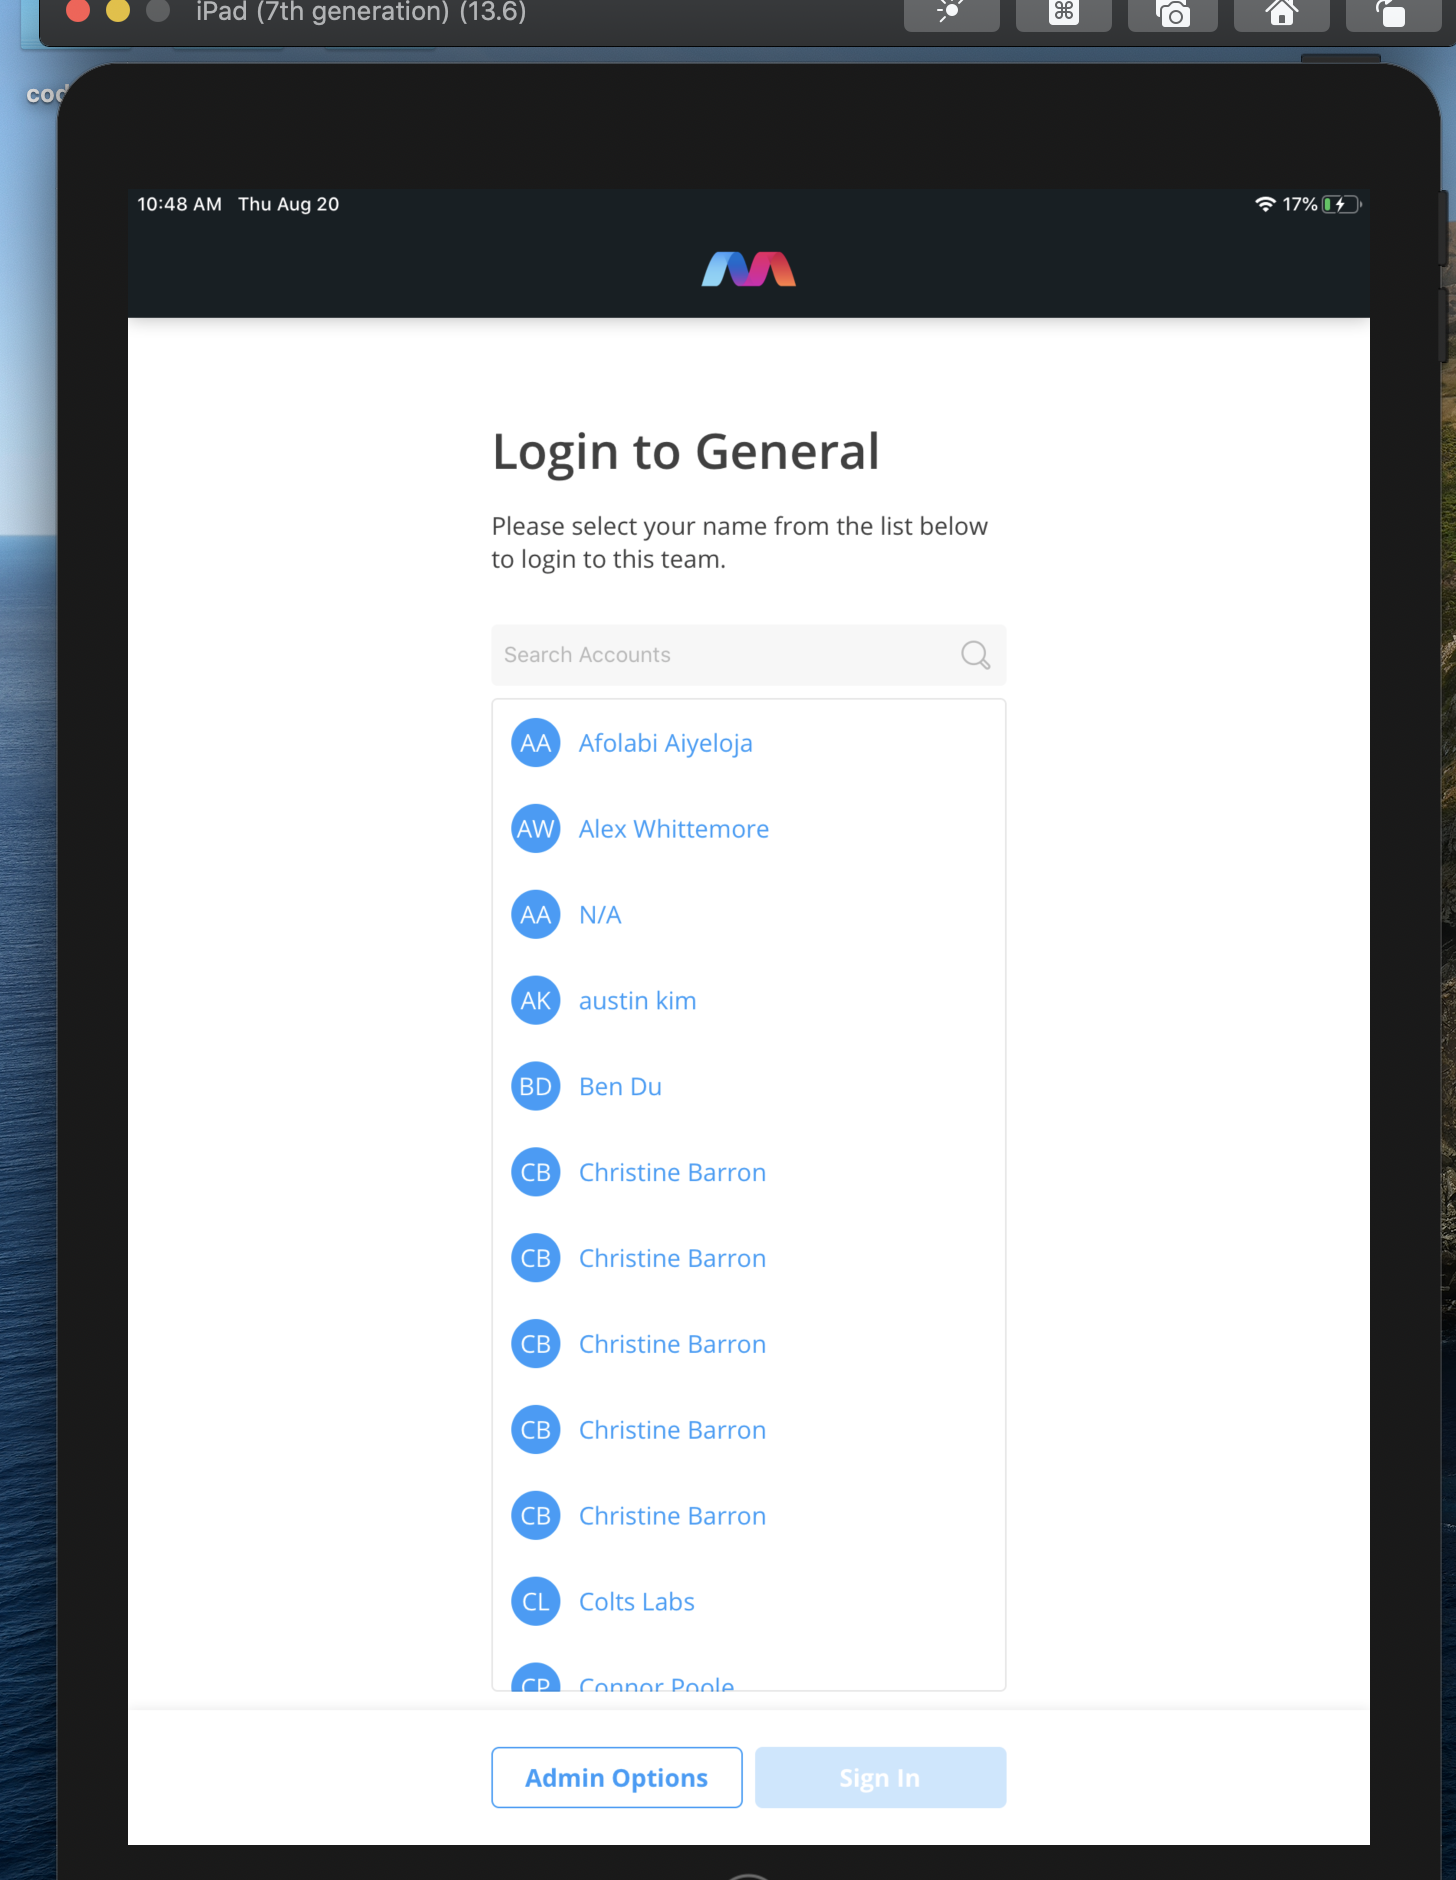 iPad (7th generation) (13.6)
10:48 AM Thu Aug 20
17%
Login to General
Please select your name from the list below
to login to this team.
Search Accounts
AA Afolabi Aiyeloja
AW Alex Whittemore
AA N/A
AK austin kim
BD Ben Du
CB Christine Barron
CB Christine Barron
CB Christine Barron
CB Christine Barron
CB Christine Barron
CL Colts Labs
CP Connor Poole
Admin Options
Sign In